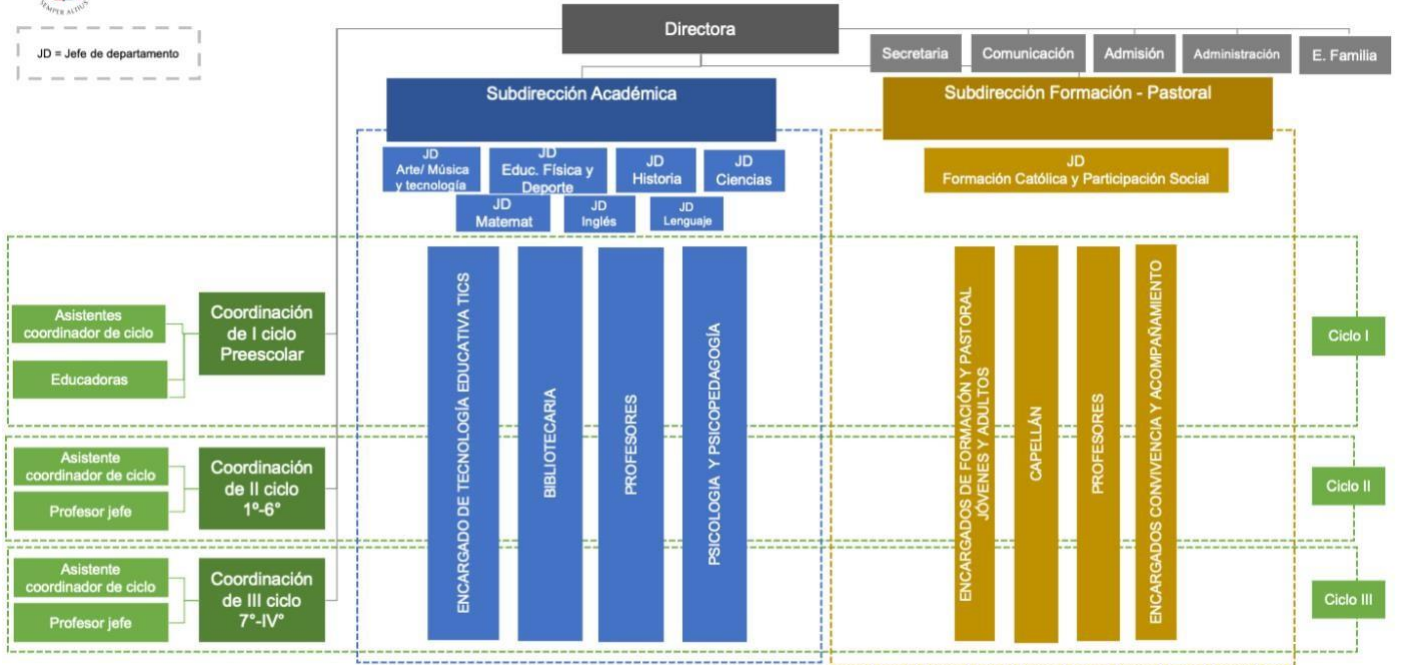 SEMPER ALTIUS
JD = Jefe de departamento
Directora
Secretaria
Comunicación
Admisión
Administración
E. Familia
Subdirección Académica
Subdirección Formación - Pastoral
JD
Arte/ Música
y tecnología
JD
Educ. Física y
Deporte
JD
Historia
JD
Ciencias
JD
Matemat
JD
Inglés
JD
Lenguaje
JD
Formación Católica y Participación Social
Asistentes
coordinador de ciclo
Educadoras
Coordinación
de I ciclo
Preescolar
Asistente
coordinador de ciclo
Profesor jefe
Coordinación
de II ciclo
1º-6°
Asistente
coordinador de ciclo
Profesor jefe
Coordinación
de III ciclo
7°-IV°
ENCARGADO DE TECNOLOGÍA EDUCATIVA TICS
BIBLIOTECARIA
PROFESORES
PSICOLOGIA Y PSICOPEDAGOGÍA
ENCARGADOS DE FORMACIÓN Y PASTORAL
JÓVENES Y ADULTOS
CAPELLÁN
PROFESORES
ENCARGADOS CONVIVENCIA Y ACOMPAÑAMIENTO
Ciclo I
Ciclo II
Ciclo III